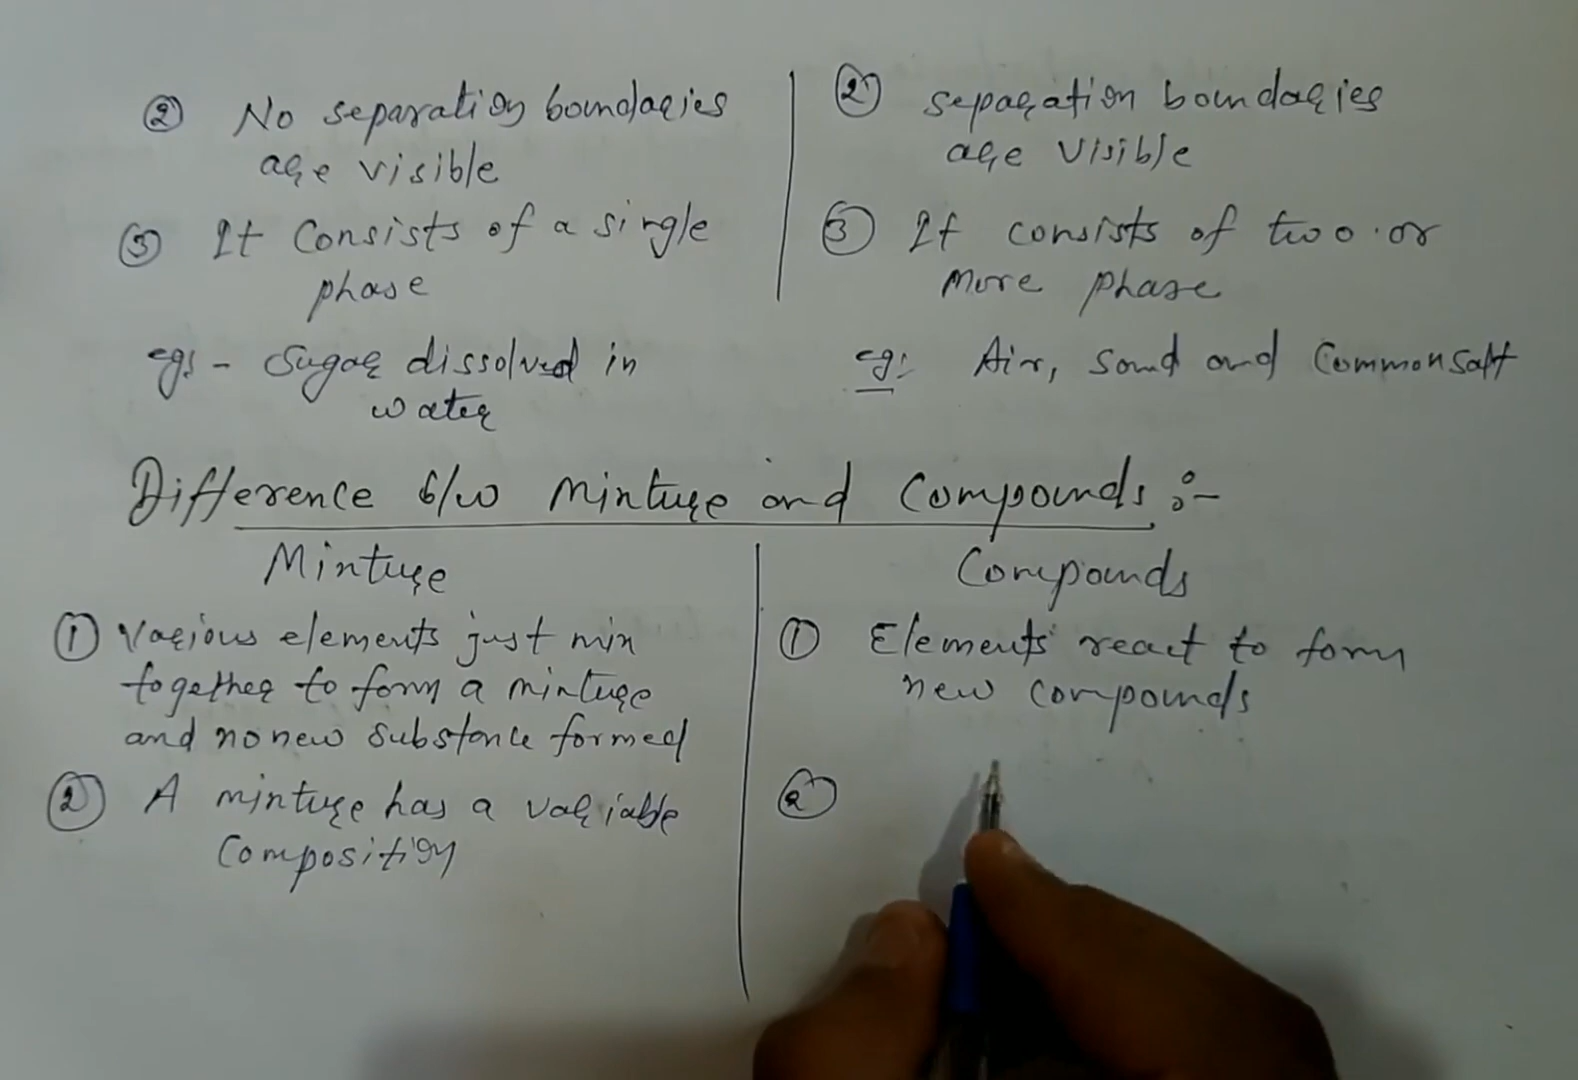 ② No separation boundaries
are visible
③ It Consists of a single
phase
eg:- Sugar dissolved in
water
② separation boundaries
are visible
③ It consists of two or
more phase
eg: Air, sand and Common salt
Difference b/w mixture and Compounds :-
Mixture
① Various elements just mix
together to form a mixture
and no new substance formed
② A mixture has a variable
Composition
Compounds
① Elements react to form
new compounds
②